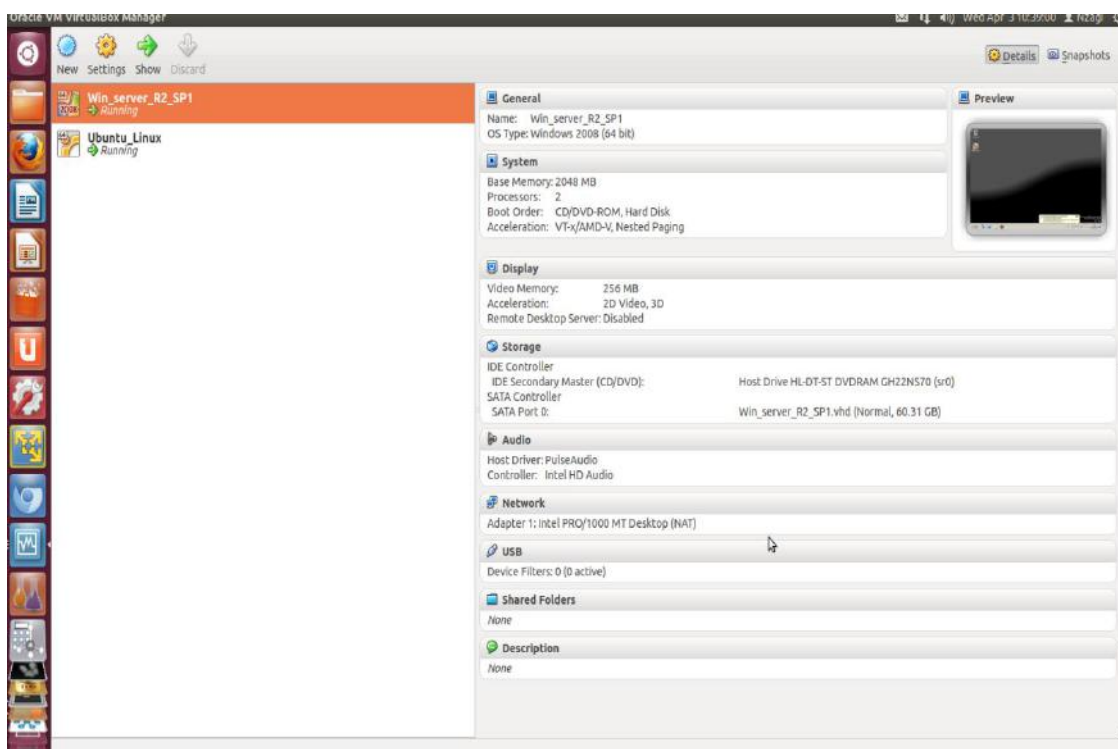 Oracle VM VirtualBox Manager
Wed Apr 3 10:39:00 Nzagi
New Settings Show Discard
Details Snapshots
Win_server_R2_SP1
Running
Ubuntu_Linux
Running
General
Name: Win_server_R2_SP1
OS Type: Windows 2008 (64 bit)
Preview
System
Base Memory: 2048 MB
Processors: 2
Boot Order: CD/DVD-ROM, Hard Disk
Acceleration: VT-x/AMD-V, Nested Paging
Display
Video Memory: 256 MB
Acceleration: 2D Video, 3D
Remote Desktop Server: Disabled
Storage
IDE Controller
IDE Secondary Master (CD/DVD): Host Drive HL-DT-ST DVDRAM GH22NS70 (sr0)
SATA Controller
SATA Port 0: Win_server_R2_SP1.vhd (Normal, 60.31 GB)
Audio
Host Driver: PulseAudio
Controller: Intel HD Audio
Network
Adapter 1: Intel PRO/1000 MT Desktop (NAT)
USB
Device Filters: 0 (0 active)
Shared Folders
None
Description
None